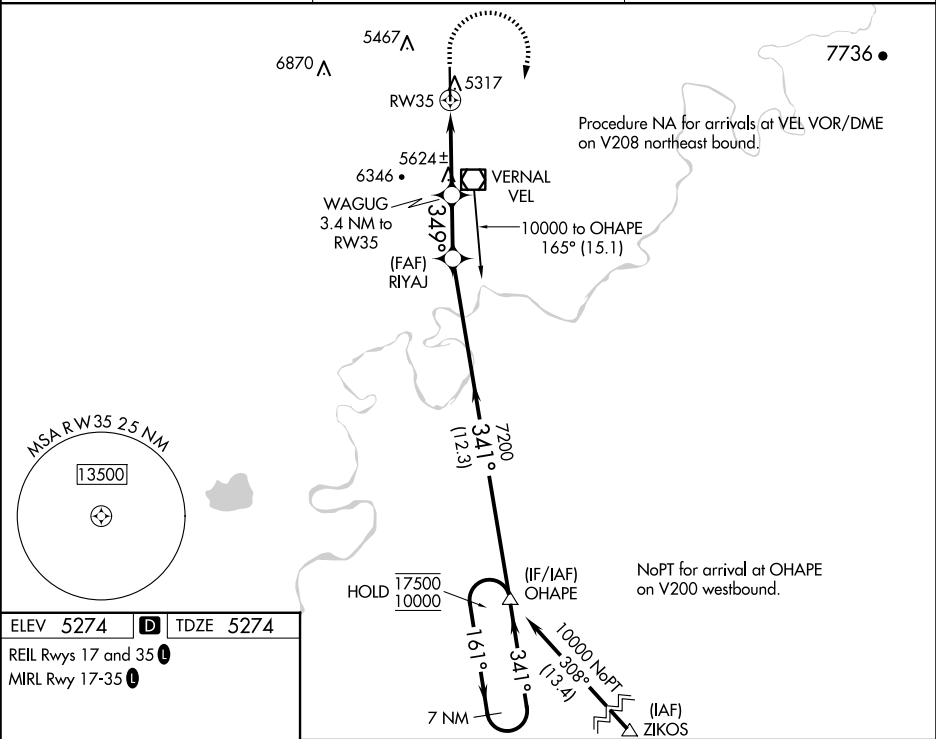 5467
6870
7736
5317
RW35
Procedure NA for arrivals at VEL VOR/DME
on V208 northeast bound.
5624±
6346
VERNAL
VEL
WAGUG
3.4 NM to
RW35
349°
10000 to OHAPE
165° (15.1)
(FAF)
RIYAJ
MSA RW35 25 NM
13500
7200
341°
(12.3)
HOLD 17500
10000
(IF/IAF)
OHAPE
NoPT for arrival at OHAPE
on V200 westbound.
161°
341°
7 NM
10000 NoPT
308°
(13.4)
(IAF)
ZIKOS
ELEV 5274 D TDZE 5274
REIL Rwys 17 and 35 L
MIRL Rwy 17-35 L